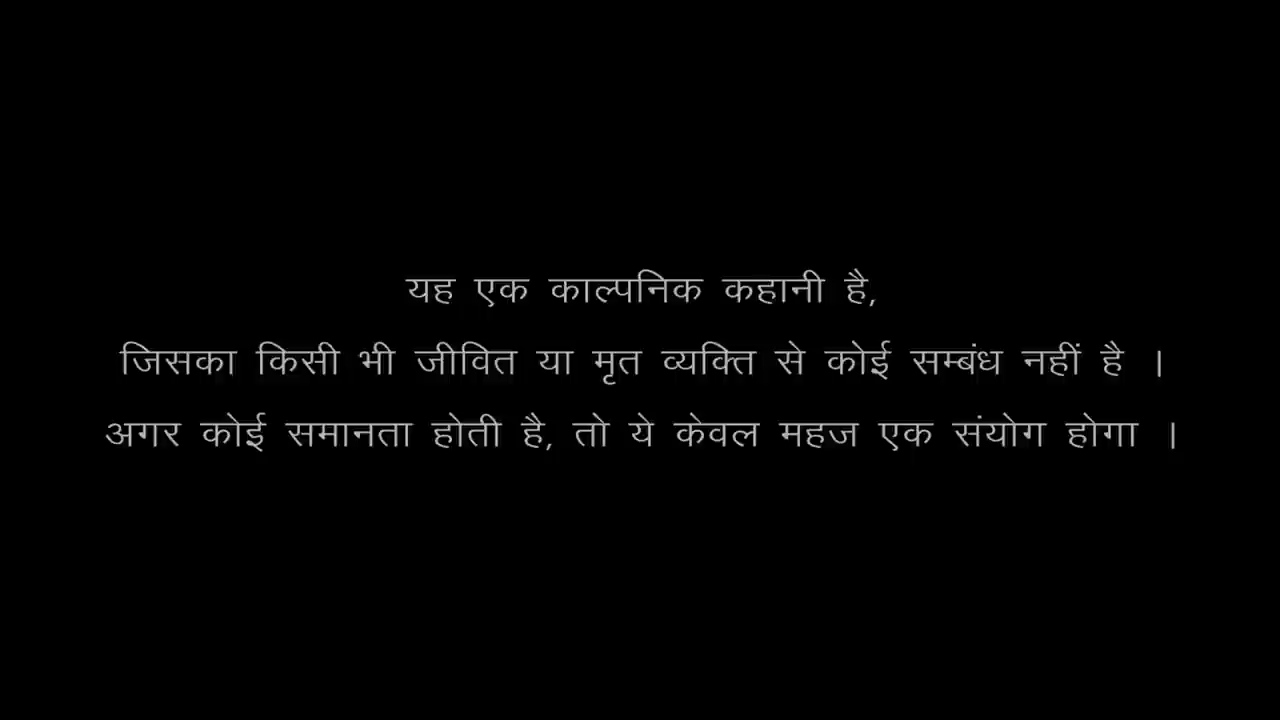 यह एक काल्पनिक कहानी है,
जिसका किसी भी जीवित या मृत व्यक्ति से कोई सम्बंध नहीं है ।
अगर कोई समानता होती है, तो ये केवल महज एक संयोग होगा ।